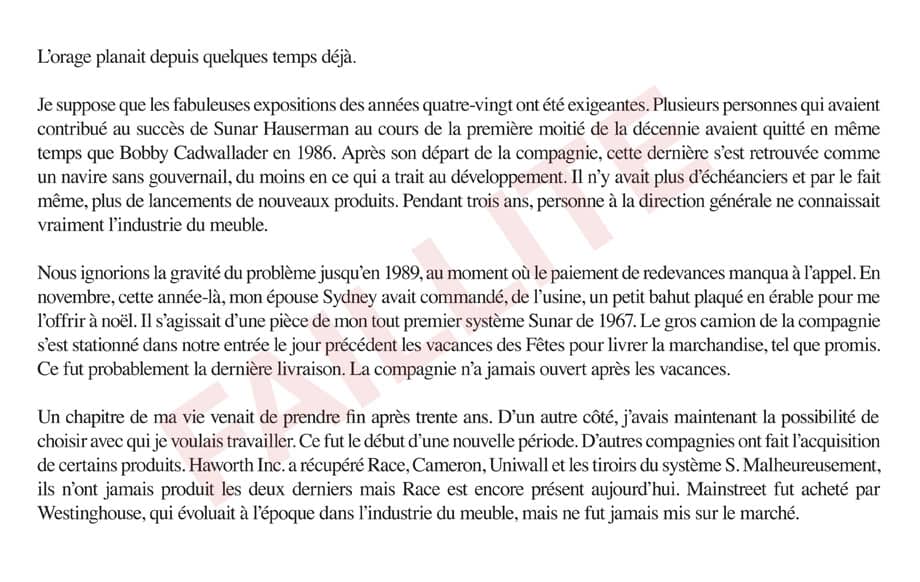 L'orage planait depuis quelques temps déjà.
Je suppose que les fabuleuses expositions des années quatre-vingt ont été exigeantes. Plusieurs personnes qui avaient
contribué au succès de Sunar Hauserman au cours de la première moitié de la décennie avaient quitté en même
temps que Bobby Cadwallader en 1986. Après son départ de la compagnie, cette dernière s'est retrouvée comme
un navire sans gouvernail, du moins en ce qui a trait au développement. Il n'y avait plus d'échéanciers et par le fait
même, plus de lancements de nouveaux produits. Pendant trois ans, personne à la direction générale ne connaissait
vraiment l'industrie du meuble.
Nous ignorions la gravité du problème jusqu'en 1989, au moment où le paiement de redevances manqua à l'appel. En
novembre, cette année-là, mon épouse Sydney avait commandé, de l'usine, un petit bahut plaqué en érable pour me
l'offrir à noël. Il s'agissait d'une pièce de mon tout premier système Sunar de 1967. Le gros camion de la compagnie
s'est stationné dans notre entrée le jour précédent les vacances des Fêtes pour livrer la marchandise, tel que promis.
Ce fut probablement la dernière livraison. La compagnie n'a jamais ouvert après les vacances.
Un chapitre de ma vie venait de prendre fin après trente ans. D'un autre côté, j'avais maintenant la possibilité de
choisir avec qui je voulais travailler. Ce fut le début d'une nouvelle période. D'autres compagnies ont fait l'acquisition
de certains produits. Haworth Inc. a récupéré Race, Cameron, Uniwall et les tiroirs du système S. Malheureusement,
ils n'ont jamais produit les deux derniers mais Race est encore présent aujourd'hui. Mainstreet fut acheté par
Westinghouse, qui évoluait à l'époque dans l'industrie du meuble, mais ne fut jamais mis sur le marché.
FAILLITE